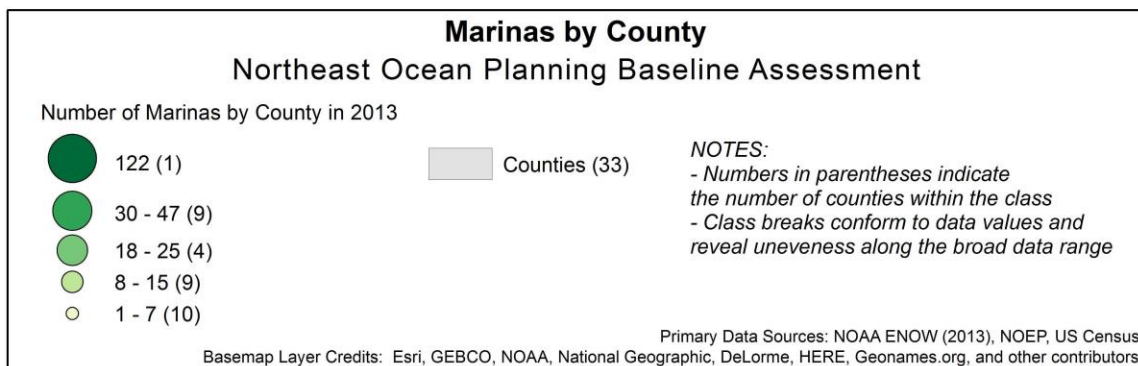 Marinas by County
Northeast Ocean Planning Baseline Assessment
Number of Marinas by County in 2013
122 (1)
30 - 47 (9)
18 - 25 (4)
8 - 15 (9)
1 - 7 (10)
Counties (33)
NOTES:
- Numbers in parentheses indicate
the number of counties within the class
- Class breaks conform to data values and
reveal uneveness along the broad data range
Primary Data Sources: NOAA ENOW (2013), NOEP, US Census
Basemap Layer Credits: Esri, GEBCO, NOAA, National Geographic, DeLorme, HERE, Geonames.org, and other contributors